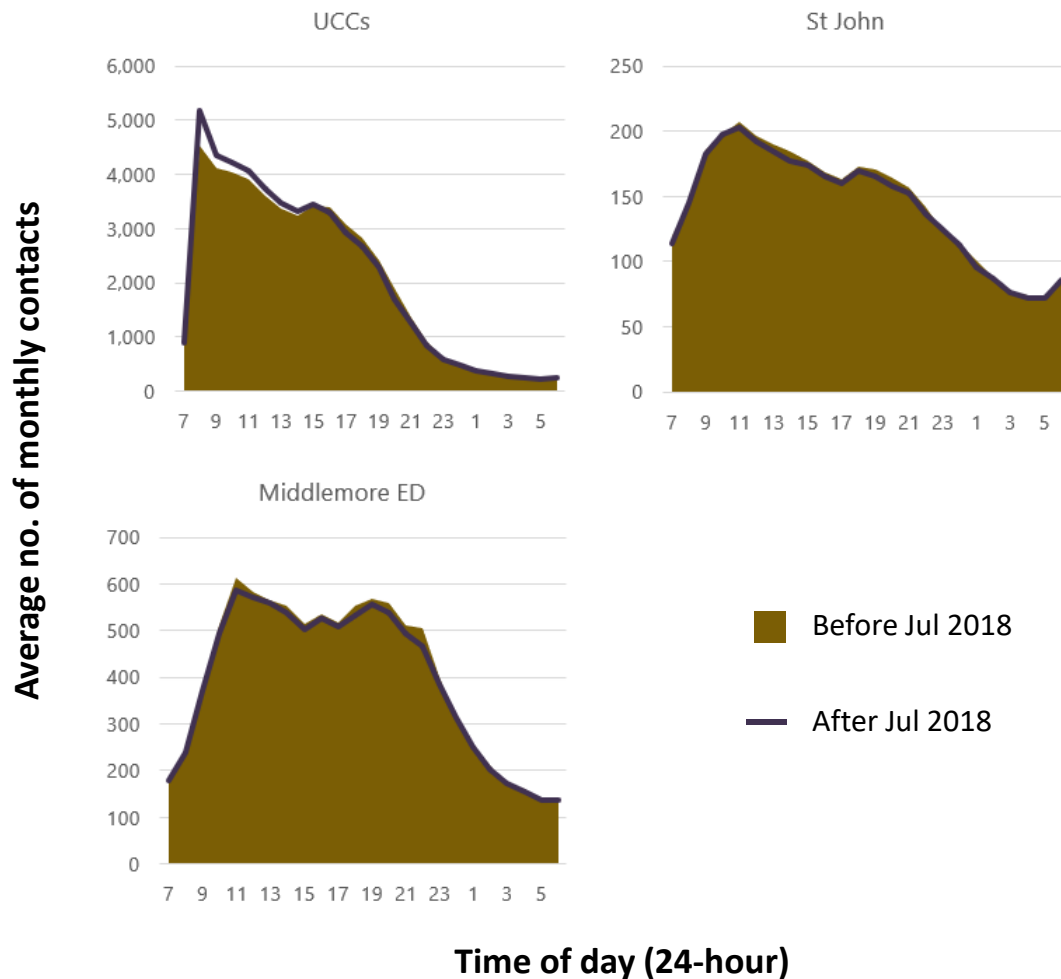 UCCs
6,000
5,000
4,000
3,000
2,000
1,000
0
7 9 11 13 15 17 19 21 23 1 3 5
St John
250
200
150
100
50
0
7 9 11 13 15 17 19 21 23 1 3 5
Middlemore ED
700
600
500
400
300
200
100
0
7 9 11 13 15 17 19 21 23 1 3 5
Average no. of monthly contacts
Before Jul 2018
After Jul 2018
Time of day (24-hour)